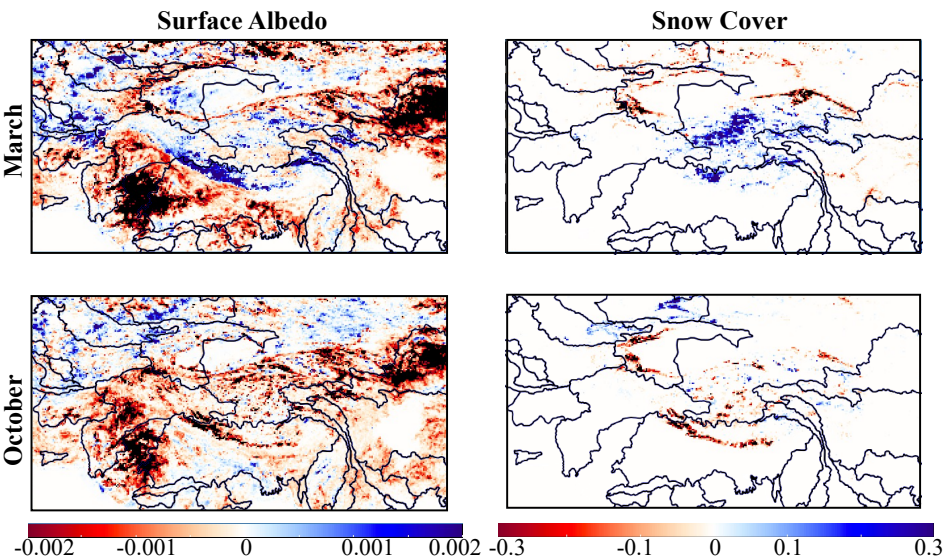 Surface Albedo
Snow Cover
March
October
-0.002 -0.001 0 0.001 0.002
-0.3 -0.1 0 0.1 0.3